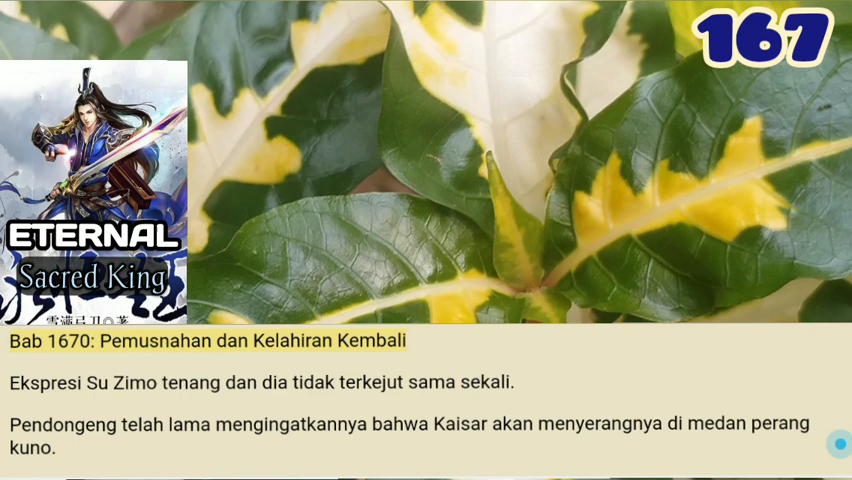 167
ETERNAL
Sacred King
Bab 1670: Pemusnahan dan Kelahiran Kembali
Ekspresi Su Zimo tenang dan dia tidak terkejut sama sekali.
Pendongeng telah lama mengingatkannya bahwa Kaisar akan menyerangnya di medan perang
kuno.